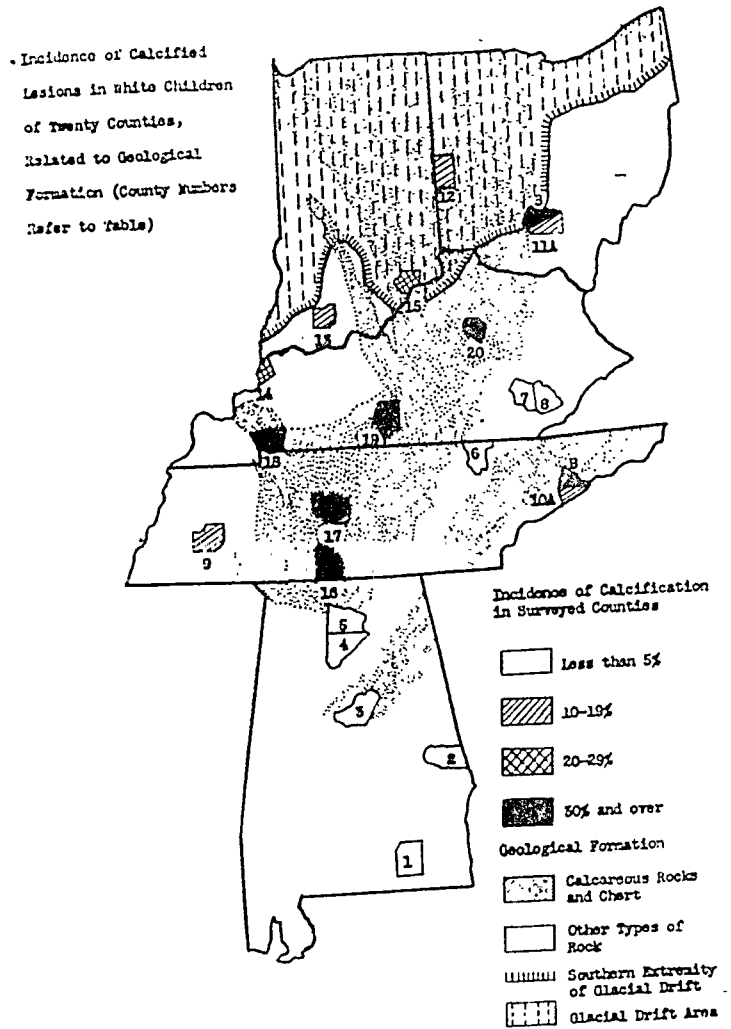 Incidence of Calcified
Lesions in White Children
of Twenty Counties,
Related to Geological
Formation (County Numbers
Refer to Table)
12
B
11A
15
13
20
14
7
8
18
19
6
B
10A
17
9
16
5
4
3
2
1
Incidence of Calcification
in Surveyed Counties
Less than 5%
10-19%
20-29%
30% and over
Geological Formation
Calcareous Rocks
and Chert
Other Types of
Rock
Southern Extremity
of Glacial Drift
Glacial Drift Area